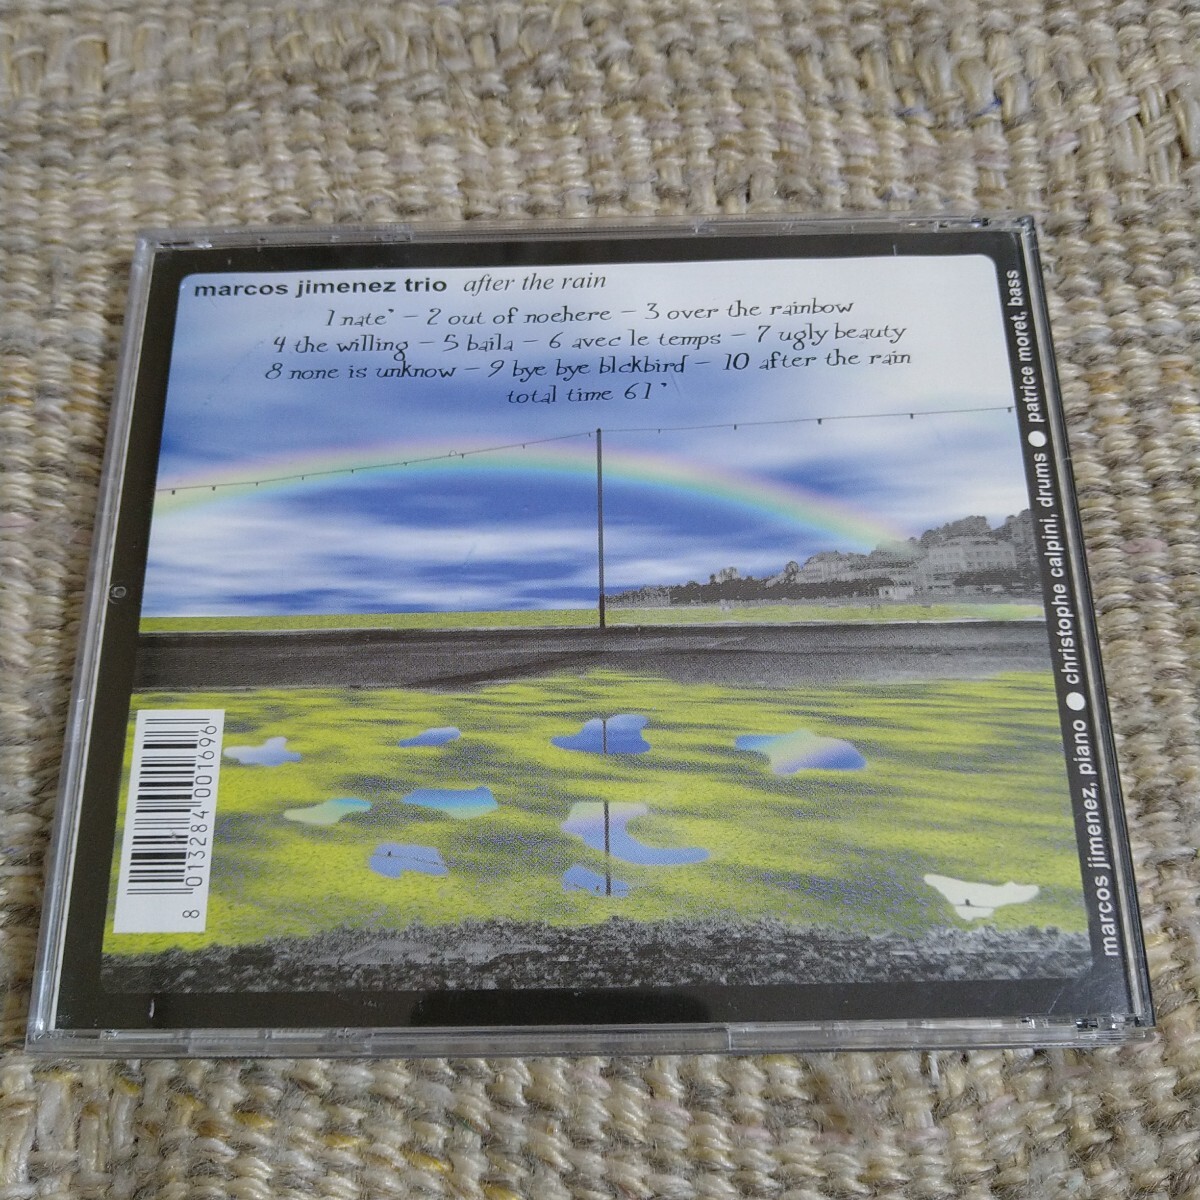 marcos jimenez trio after the rain
1 nate' – 2 out of noehere – 3 over the rainbow
4 the willing – 5 baila – 6 avec le temps – 7 ugly beauty
8 none is unknow – 9 bye bye blckbird – 10 after the rain
total time 61'
8 013284 001696
marcos jimenez, piano ● christophe calpini, drums ● patrice moret, bass